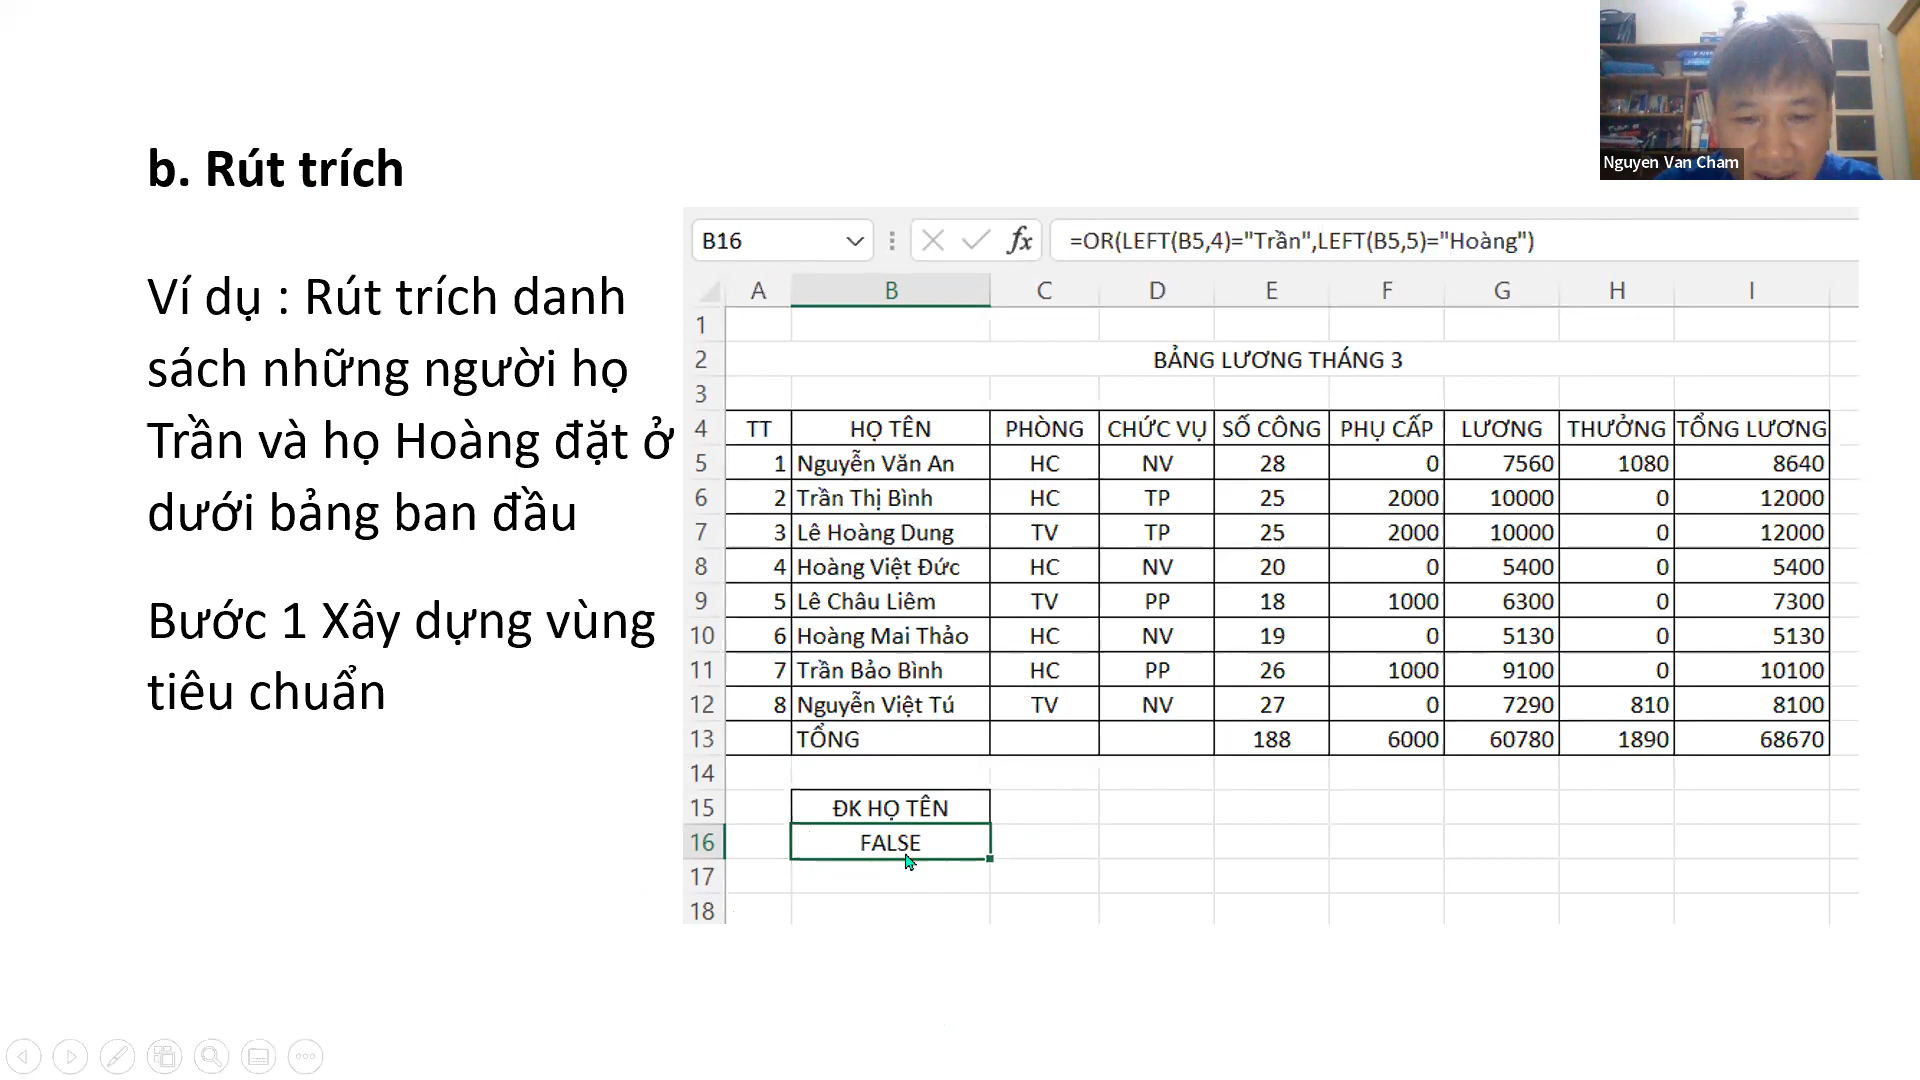 Nguyen Van Cham
b. Rút trích
Ví dụ : Rút trích danh
sách những người họ
Trần và họ Hoàng đặt ở
dưới bảng ban đầu
Bước 1 Xây dựng vùng
tiêu chuẩn
B16 fx =OR(LEFT(B5,4)="Trần",LEFT(B5,5)="Hoàng")
A B C D E F G H I
1
2 BẢNG LƯƠNG THÁNG 3
3
4 TT HỌ TÊN PHÒNG CHỨC VỤ SỐ CÔNG PHỤ CẤP LƯƠNG THƯỞNG TỔNG LƯƠNG
5 1 Nguyễn Văn An HC NV 28 0 7560 1080 8640
6 2 Trần Thị Bình HC TP 25 2000 10000 0 12000
7 3 Lê Hoàng Dung TV TP 25 2000 10000 0 12000
8 4 Hoàng Việt Đức HC NV 20 0 5400 0 5400
9 5 Lê Châu Liêm TV PP 18 1000 6300 0 7300
10 6 Hoàng Mai Thảo HC NV 19 0 5130 0 5130
11 7 Trần Bảo Bình HC PP 26 1000 9100 0 10100
12 8 Nguyễn Việt Tú TV NV 27 0 7290 810 8100
13 TỔNG 188 6000 60780 1890 68670
14
15 ĐK HỌ TÊN
16 FALSE
17
18